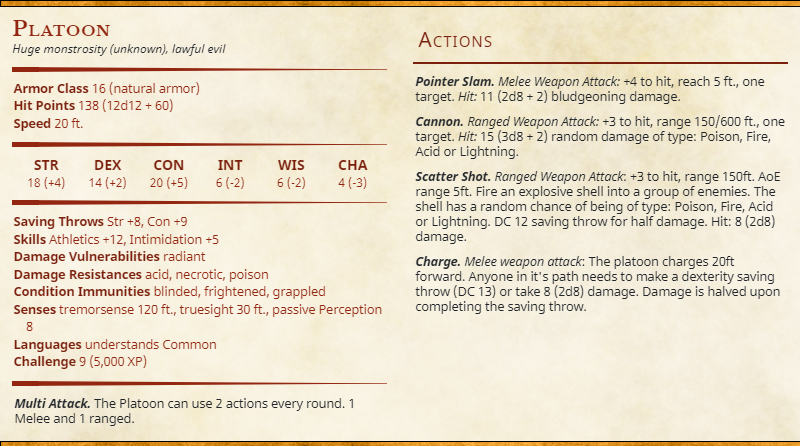 Platoon
Huge monstrosity (unknown), lawful evil
Armor Class 16 (natural armor)
Hit Points 138 (12d12 + 60)
Speed 20 ft.
STR DEX CON INT WIS CHA
18 (+4) 14 (+2) 20 (+5) 6 (-2) 6 (-2) 4 (-3)
Saving Throws Str +8, Con +9
Skills Athletics +12, Intimidation +5
Damage Vulnerabilities radiant
Damage Resistances acid, necrotic, poison
Condition Immunities blinded, frightened, grappled
Senses tremorsense 120 ft., truesight 30 ft., passive Perception
8
Languages understands Common
Challenge 9 (5,000 XP)
Multi Attack. The Platoon can use 2 actions every round. 1
Melee and 1 ranged.
Actions
Pointer Slam. Melee Weapon Attack: +4 to hit, reach 5 ft., one
target. Hit: 11 (2d8 + 2) bludgeoning damage.
Cannon. Ranged Weapon Attack: +3 to hit, range 150/600 ft., one
target. Hit: 15 (3d8 + 2) random damage of type: Poison, Fire,
Acid or Lightning.
Scatter Shot. Ranged Weapon Attack: +3 to hit, range 150ft. AoE
range 5ft. Fire an explosive shell into a group of enemies. The
shell has a random chance of being of type: Poison, Fire, Acid
or Lightning. DC 12 saving throw for half damage. Hit: 8 (2d8)
damage.
Charge. Melee weapon attack: The platoon charges 20ft
forward. Anyone in it's path needs to make a dexterity saving
throw (DC 13) or take 8 (2d8) damage. Damage is halved upon
completing the saving throw.